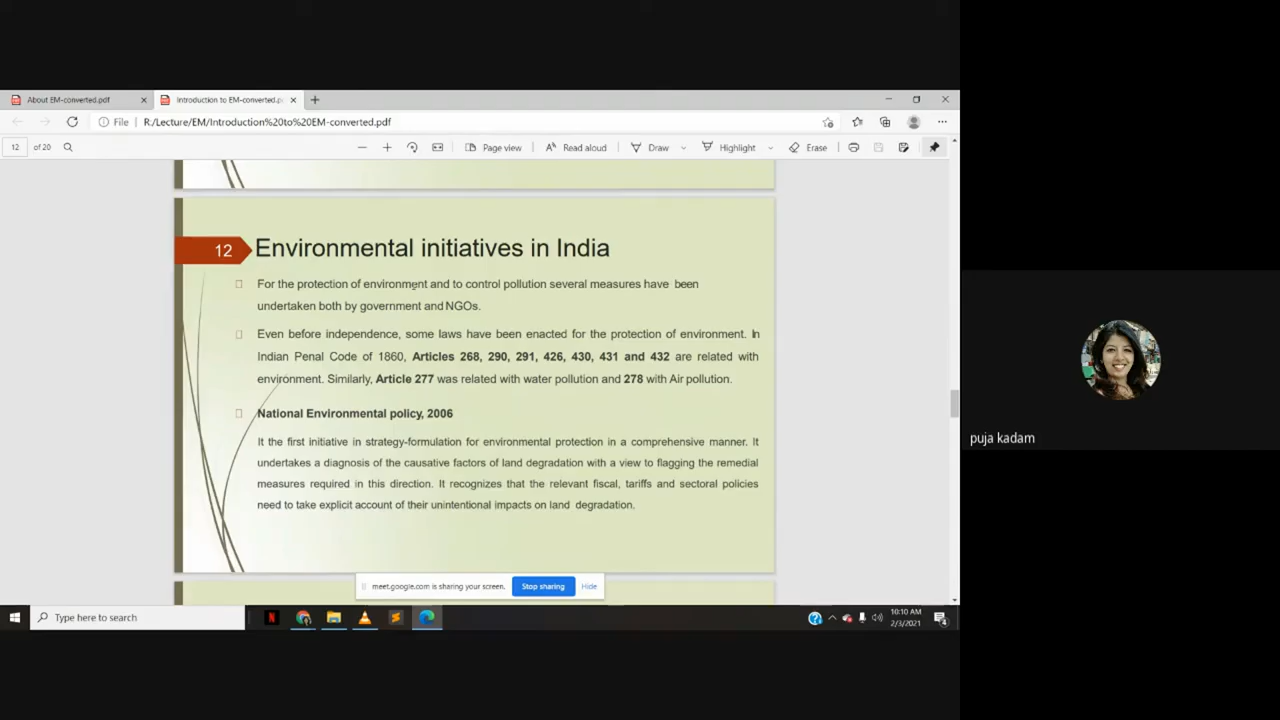 About EM-converted.pdf
Introduction to EM-converted.p
File R:/Lecture/EM/Introduction%20to%20EM-converted.pdf
12 of 20 Page view Read aloud Draw Highlight Erase
12 Environmental initiatives in India
For the protection of environment and to control pollution several measures have been
undertaken both by government and NGOs.
Even before independence, some laws have been enacted for the protection of environment. In
Indian Penal Code of 1860, Articles 268, 290, 291, 426, 430, 431 and 432 are related with
environment. Similarly, Article 277 was related with water pollution and 278 with Air pollution.
National Environmental policy, 2006
It the first initiative in strategy-formulation for environmental protection in a comprehensive manner. It
undertakes a diagnosis of the causative factors of land degradation with a view to flagging the remedial
measures required in this direction. It recognizes that the relevant fiscal, tariffs and sectoral policies
need to take explicit account of their unintentional impacts on land degradation.
meet.google.com is sharing your screen. Stop sharing Hide
Type here to search
10:10 AM
2/3/2021
4
puja kadam